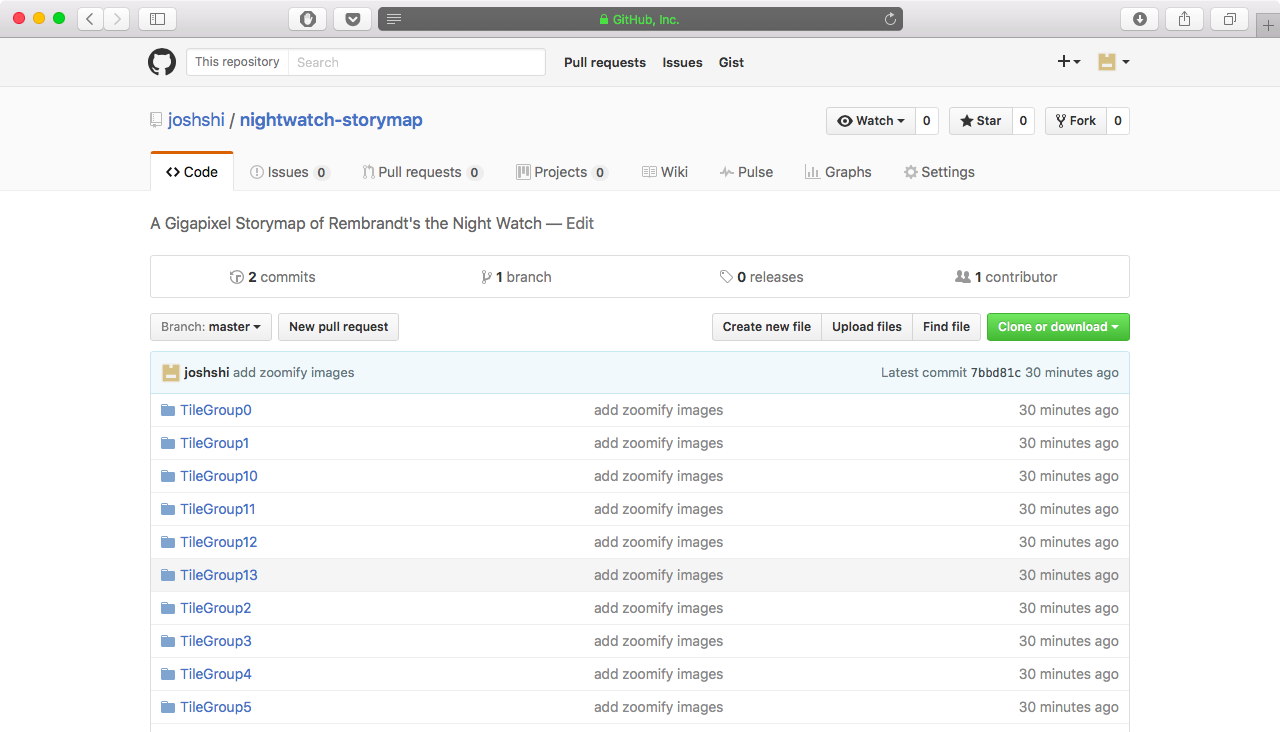 GitHub, Inc.
This repository Search Pull requests Issues Gist
joshshi / nightwatch-storymap Watch 0 Star 0 Fork 0
Code Issues 0 Pull requests 0 Projects 0 Wiki Pulse Graphs Settings
A Gigapixel Storymap of Rembrandt's the Night Watch — Edit
2 commits 1 branch 0 releases 1 contributor
Branch: master New pull request Create new file Upload files Find file Clone or download
joshshi add zoomify images Latest commit 7bbd81c 30 minutes ago
TileGroup0 add zoomify images 30 minutes ago
TileGroup1 add zoomify images 30 minutes ago
TileGroup10 add zoomify images 30 minutes ago
TileGroup11 add zoomify images 30 minutes ago
TileGroup12 add zoomify images 30 minutes ago
TileGroup13 add zoomify images 30 minutes ago
TileGroup2 add zoomify images 30 minutes ago
TileGroup3 add zoomify images 30 minutes ago
TileGroup4 add zoomify images 30 minutes ago
TileGroup5 add zoomify images 30 minutes ago